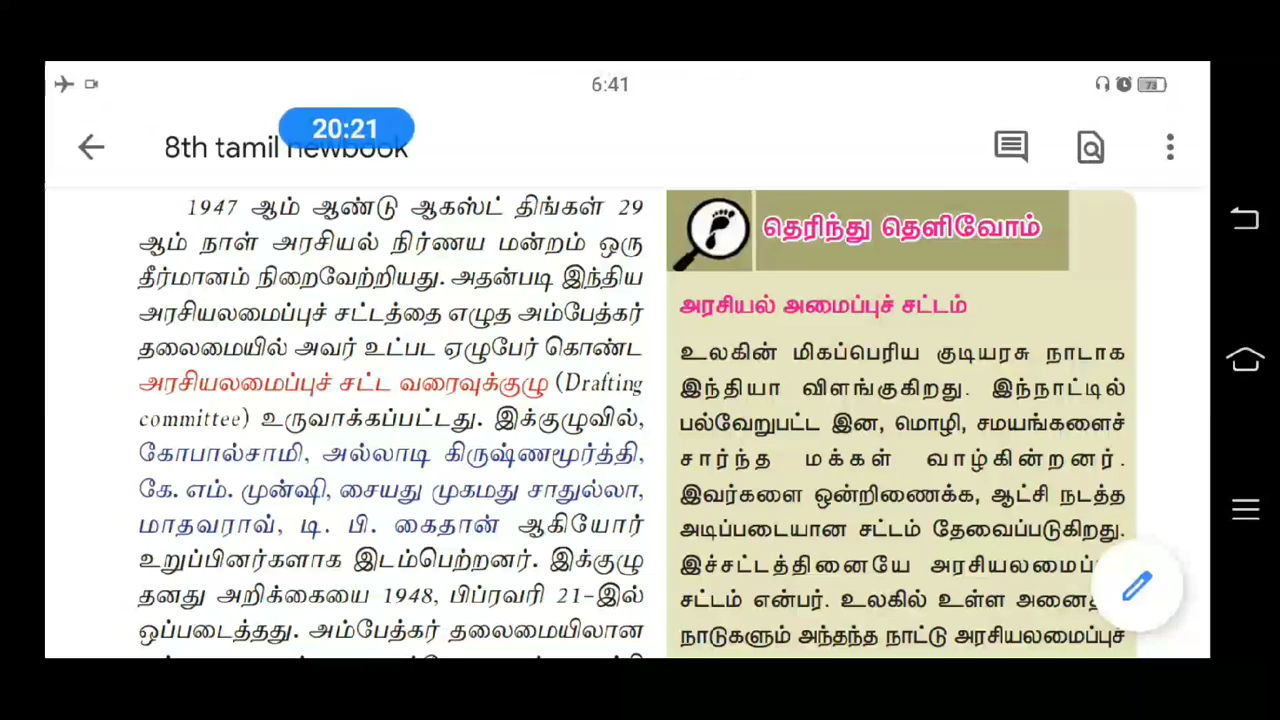 6:41
73
20:21
8th tamil newbook
1947 ஆம் ஆண்டு ஆகஸ்ட் திங்கள் 29
ஆம் நாள் அரசியல் நிர்ணய மன்றம் ஒரு
தீர்மானம் நிறைவேற்றியது. அதன்படி இந்திய
அரசியலமைப்புச் சட்டத்தை எழுத அம்பேத்கர்
தலைமையில் அவர் உட்பட ஏழுபேர் கொண்ட
அரசியலமைப்புச் சட்ட வரைவுக்குழு (Drafting
committee) உருவாக்கப்பட்டது. இக்குழுவில்,
கோபால்சாமி, அல்லாடி கிருஷ்ணமூர்த்தி,
கே. எம். முன்ஷி, சையது முகமது சாதுல்லா,
மாதவராவ், டி. பி. கைதான் ஆகியோர்
உறுப்பினர்களாக இடம்பெற்றனர். இக்குழு
தனது அறிக்கையை 1948, பிப்ரவரி 21-இல்
ஒப்படைத்தது. அம்பேத்கர் தலைமையிலான
தெரிந்து தெளிவோம்
அரசியல் அமைப்புச் சட்டம்
உலகின் மிகப்பெரிய குடியரசு நாடாக
இந்தியா விளங்குகிறது. இந்நாட்டில்
பல்வேறுபட்ட இன, மொழி, சமயங்களைச்
சார்ந்த மக்கள் வாழ்கின்றனர்.
இவர்களை ஒன்றிணைக்க, ஆட்சி நடத்த
அடிப்படையான சட்டம் தேவைப்படுகிறது.
இச்சட்டத்தினையே
சட்டம் என்பர். உலகில் உள்ள
நாடுகளும் அந்தந்த நாட்டு அரசியலமைப்புச்